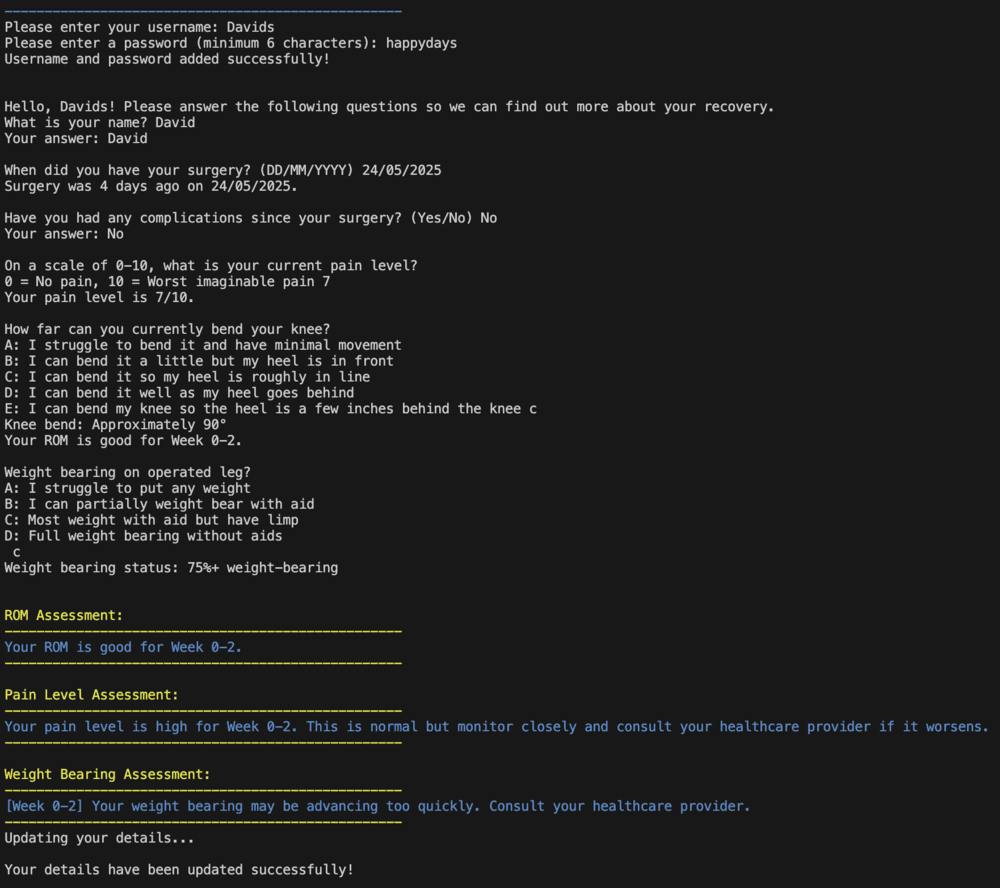 --------------------------------------------------
Please enter your username: Davids
Please enter a password (minimum 6 characters): happydays
Username and password added successfully!
Hello, Davids! Please answer the following questions so we can find out more about your recovery.
What is your name? David
Your answer: David
When did you have your surgery? (DD/MM/YYYY) 24/05/2025
Surgery was 4 days ago on 24/05/2025.
Have you had any complications since your surgery? (Yes/No) No
Your answer: No
On a scale of 0-10, what is your current pain level?
0 = No pain, 10 = Worst imaginable pain 7
Your pain level is 7/10.
How far can you currently bend your knee?
A: I struggle to bend it and have minimal movement
B: I can bend it a little but my heel is in front
C: I can bend it so my heel is roughly in line
D: I can bend it well as my heel goes behind
E: I can bend my knee so the heel is a few inches behind the knee c
Knee bend: Approximately 90°
Your ROM is good for Week 0-2.
Weight bearing on operated leg?
A: I struggle to put any weight
B: I can partially weight bear with aid
C: Most weight with aid but have limp
D: Full weight bearing without aids
c
Weight bearing status: 75%+ weight-bearing
ROM Assessment:
--------------------------------------------------
Your ROM is good for Week 0-2.
--------------------------------------------------
Pain Level Assessment:
--------------------------------------------------
Your pain level is high for Week 0-2. This is normal but monitor closely and consult your healthcare provider if it worsens.
--------------------------------------------------
Weight Bearing Assessment:
--------------------------------------------------
[Week 0-2] Your weight bearing may be advancing too quickly. Consult your healthcare provider.
--------------------------------------------------
Updating your details...
Your details have been updated successfully!